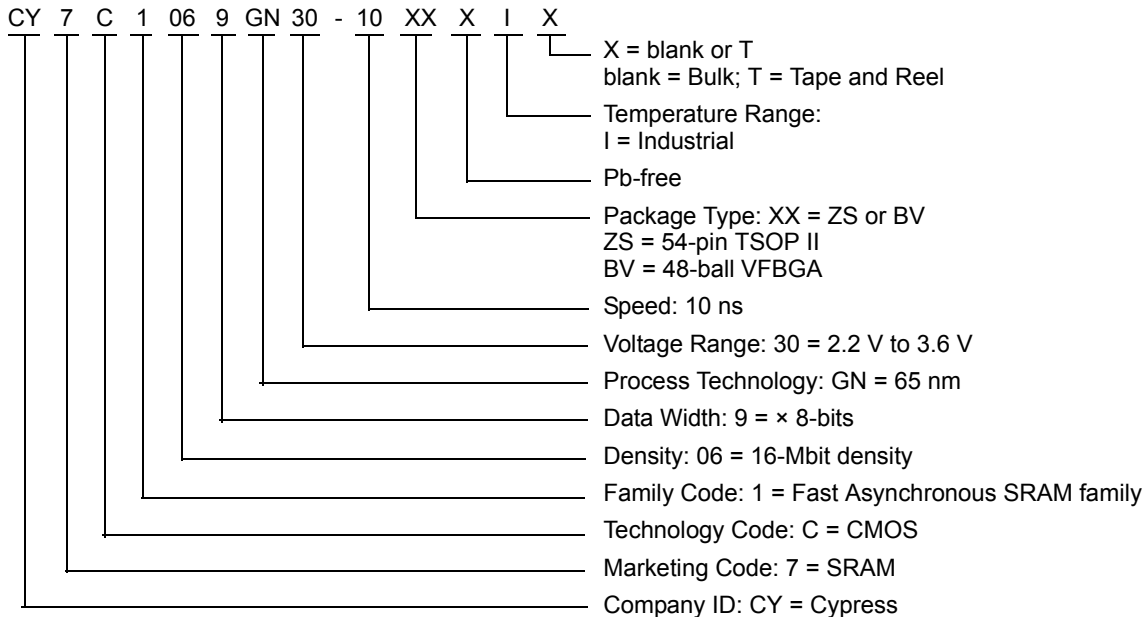 CY 7 C 1 06 9 GN 30 - 10 XX X I X
X = blank or T
blank = Bulk; T = Tape and Reel
Temperature Range:
I = Industrial
Pb-free
Package Type: XX = ZS or BV
ZS = 54-pin TSOP II
BV = 48-ball VFBGA
Speed: 10 ns
Voltage Range: 30 = 2.2 V to 3.6 V
Process Technology: GN = 65 nm
Data Width: 9 = × 8-bits
Density: 06 = 16-Mbit density
Family Code: 1 = Fast Asynchronous SRAM family
Technology Code: C = CMOS
Marketing Code: 7 = SRAM
Company ID: CY = Cypress